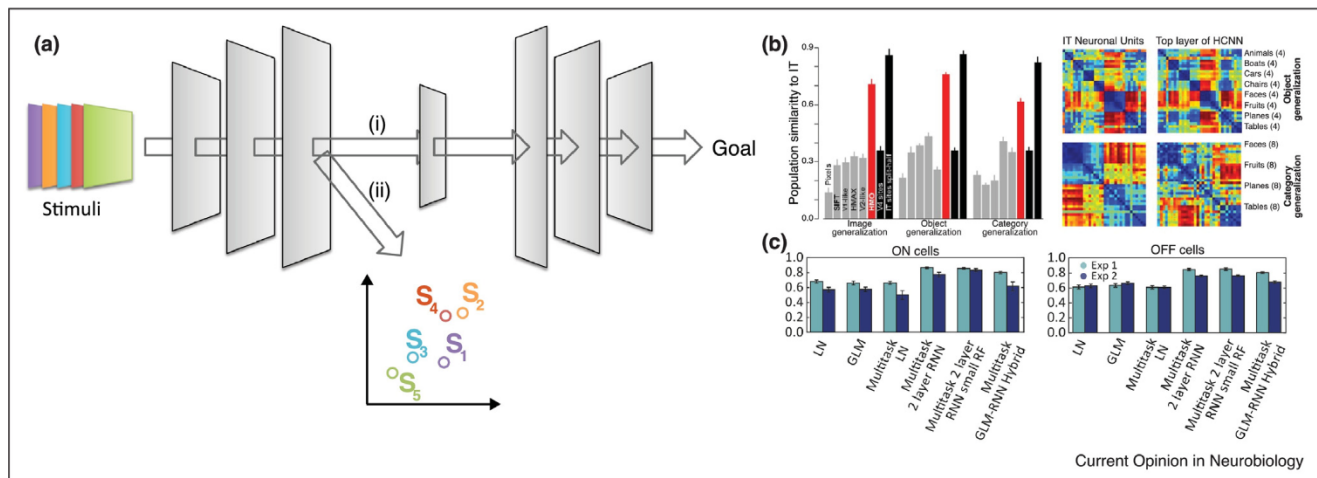 (a)
Stimuli
(i)
(ii)
Goal
S4
S2
S3
S1
S5
(b)
Population similarity to IT
0.9
0.6
0.3
0.0
Pixels
SIFT
V1-like
HMAX
V2-like
HMO
V4 sites
IT sites split-half
Image
generalization
Object
generalization
Category
generalization
IT Neuronal Units
Top layer of HCNN
Animals (4)
Boats (4)
Cars (4)
Chairs (4)
Faces (4)
Fruits (4)
Planes (4)
Tables (4)
Object
generalization
Faces (8)
Fruits (8)
Planes (8)
Tables (8)
Category
generalization
(c)
ON cells
1.0
0.8
0.6
0.4
0.2
0.0
LN
GLM
Multitask
LN
Multitask
2 layer RNN
Multitask 2 layer
RNN small RF
Multitask
GLM-RNN Hybrid
OFF cells
Exp 1
Exp 2
1.0
0.8
0.6
0.4
0.2
0.0
LN
GLM
Multitask
LN
Multitask
2 layer RNN
Multitask 2 layer
RNN small RF
Multitask
GLM-RNN Hybrid
Current Opinion in Neurobiology